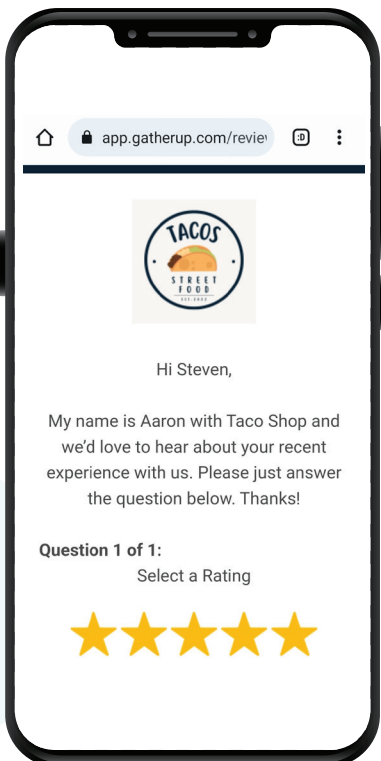 app.gatherup.com/review
:D
TACOS
STREET
FOOD
Hi Steven,
My name is Aaron with Taco Shop and
we'd love to hear about your recent
experience with us. Please just answer
the question below. Thanks!
Question 1 of 1:
Select a Rating